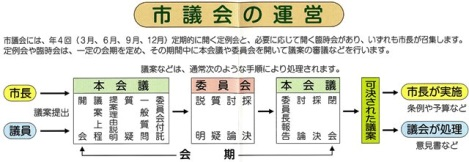 市議会の運営
市議会には、年4回(3月、6月、9月、12月)定期的に開く定例会と、必要に応じて開く臨時会があり、いずれも市長が召集します。
定例会や臨時会は、一定の会期を定め、その期間中に本会議や委員会を開いて議案の審議などを行います。
議案などは、通常次のような手順により処理されます。
市長
議案提出
議員
本会議
開会
議案上程
提案理由説明
質疑
一般質問
委員会付託
委員会
説明
質疑
討論
採決
本会議
委員長報告
討論
採決
閉会
会期
可決された議案
市長が実施
条例や予算など
議会が処理
意見書など